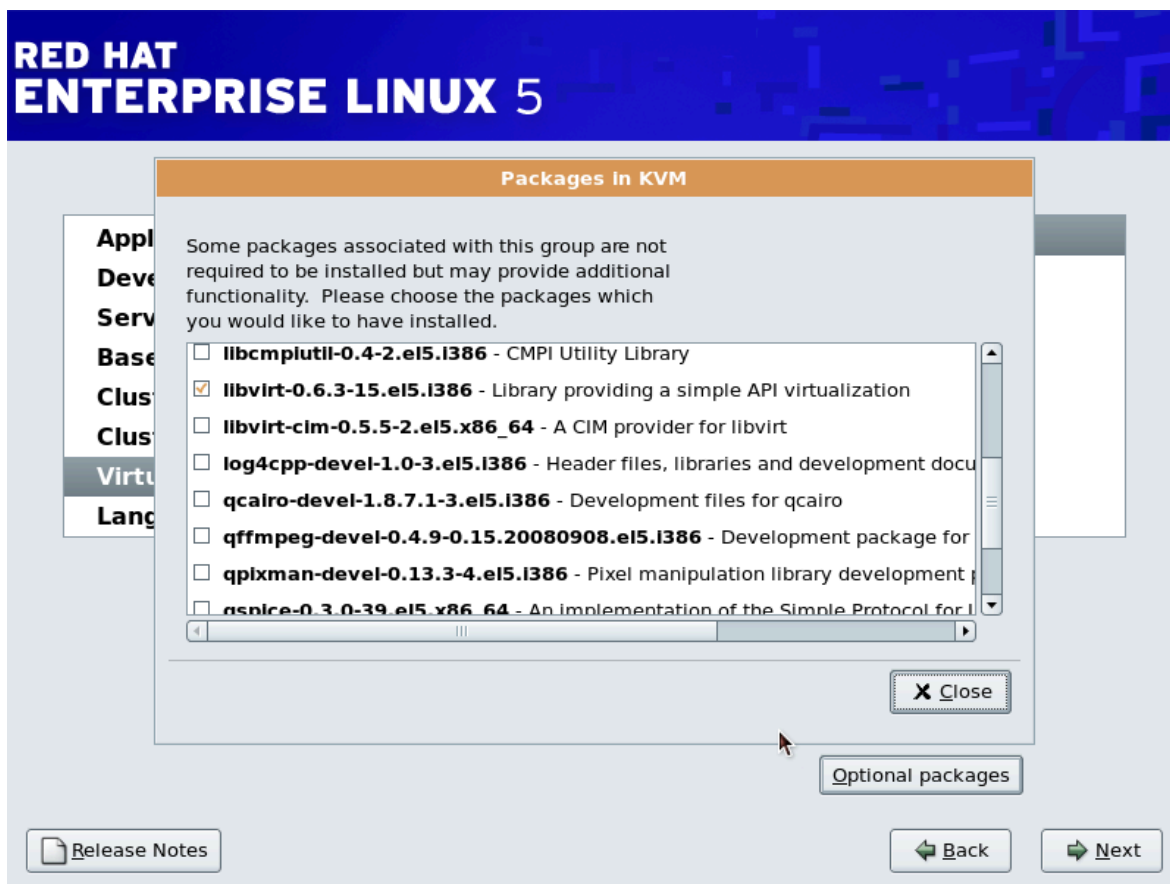 RED HAT
ENTERPRISE LINUX 5
Packages in KVM
Appl
Deve
Serv
Base
Clus
Clus
Virtu
Lang
Some packages associated with this group are not
required to be installed but may provide additional
functionality.  Please choose the packages which
you would like to have installed.
libcmpiutil-0.4-2.el5.i386 - CMPI Utility Library
libvirt-0.6.3-15.el5.i386 - Library providing a simple API virtualization
libvirt-cim-0.5.5-2.el5.x86_64 - A CIM provider for libvirt
log4cpp-devel-1.0-3.el5.i386 - Header files, libraries and development docu
qcairo-devel-1.8.7.1-3.el5.i386 - Development files for qcairo
qffmpeg-devel-0.4.9-0.15.20080908.el5.i386 - Development package for
qpixman-devel-0.13.3-4.el5.i386 - Pixel manipulation library development p
qspice-0.3.0-39.el5.x86_64 - An implementation of the Simple Protocol for I
Close
Optional packages
Release Notes
Back
Next